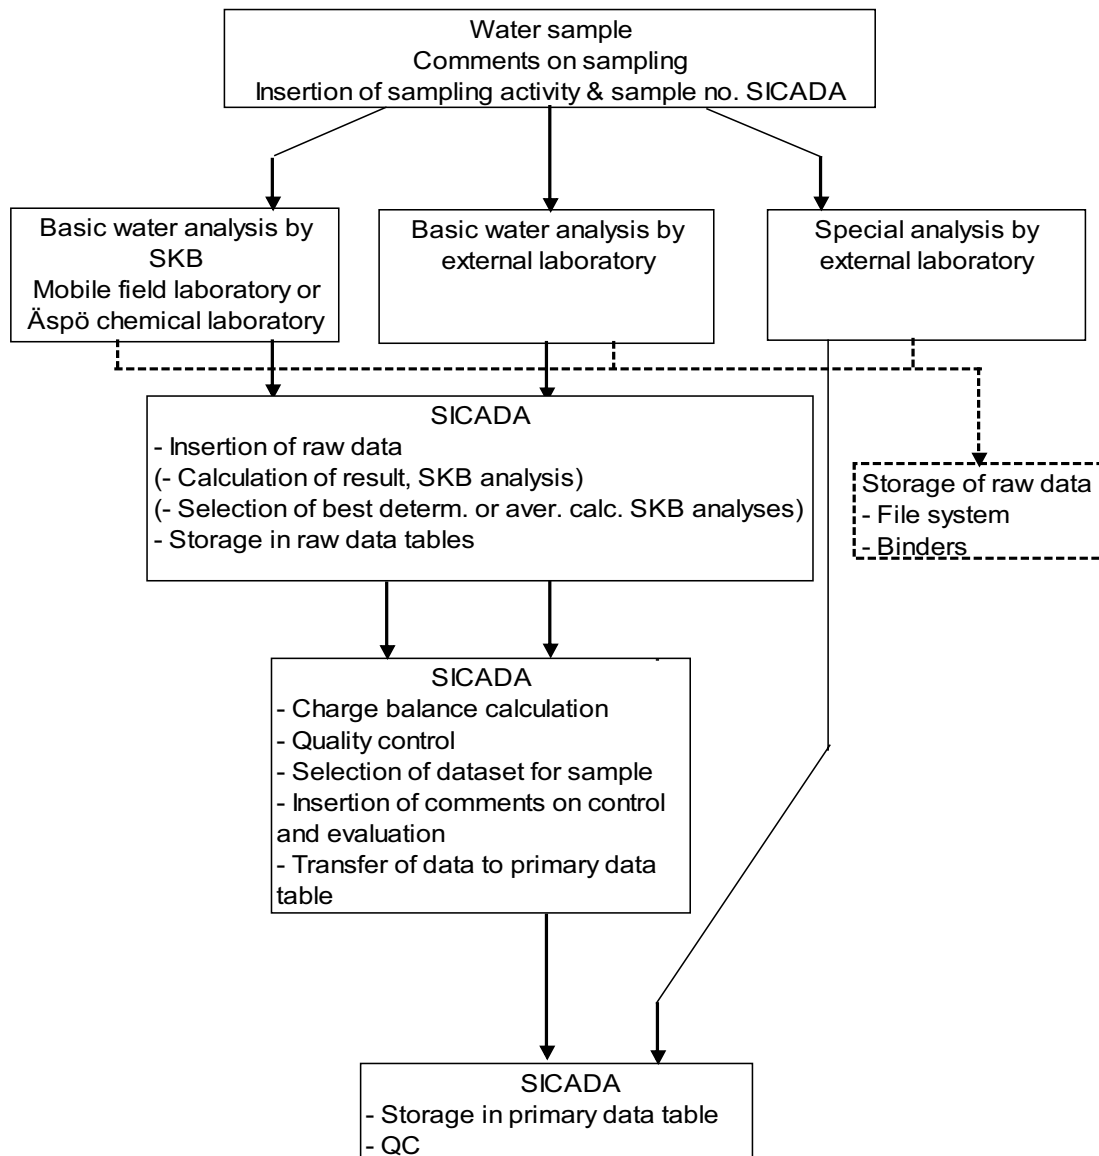 Water sample
Comments on sampling
Insertion of sampling activity & sample no. SICADA
Basic water analysis by
SKB
Mobile field laboratory or
Äspö chemical laboratory
Basic water analysis by
external laboratory
Special analysis by
external laboratory
SICADA
- Insertion of raw data
(- Calculation of result, SKB analysis)
(- Selection of best determ. or aver. calc. SKB analyses)
- Storage in raw data tables
Storage of raw data
- File system
- Binders
SICADA
- Charge balance calculation
- Quality control
- Selection of dataset for sample
- Insertion of comments on control
and evaluation
- Transfer of data to primary data
table
SICADA
- Storage in primary data table
- QC